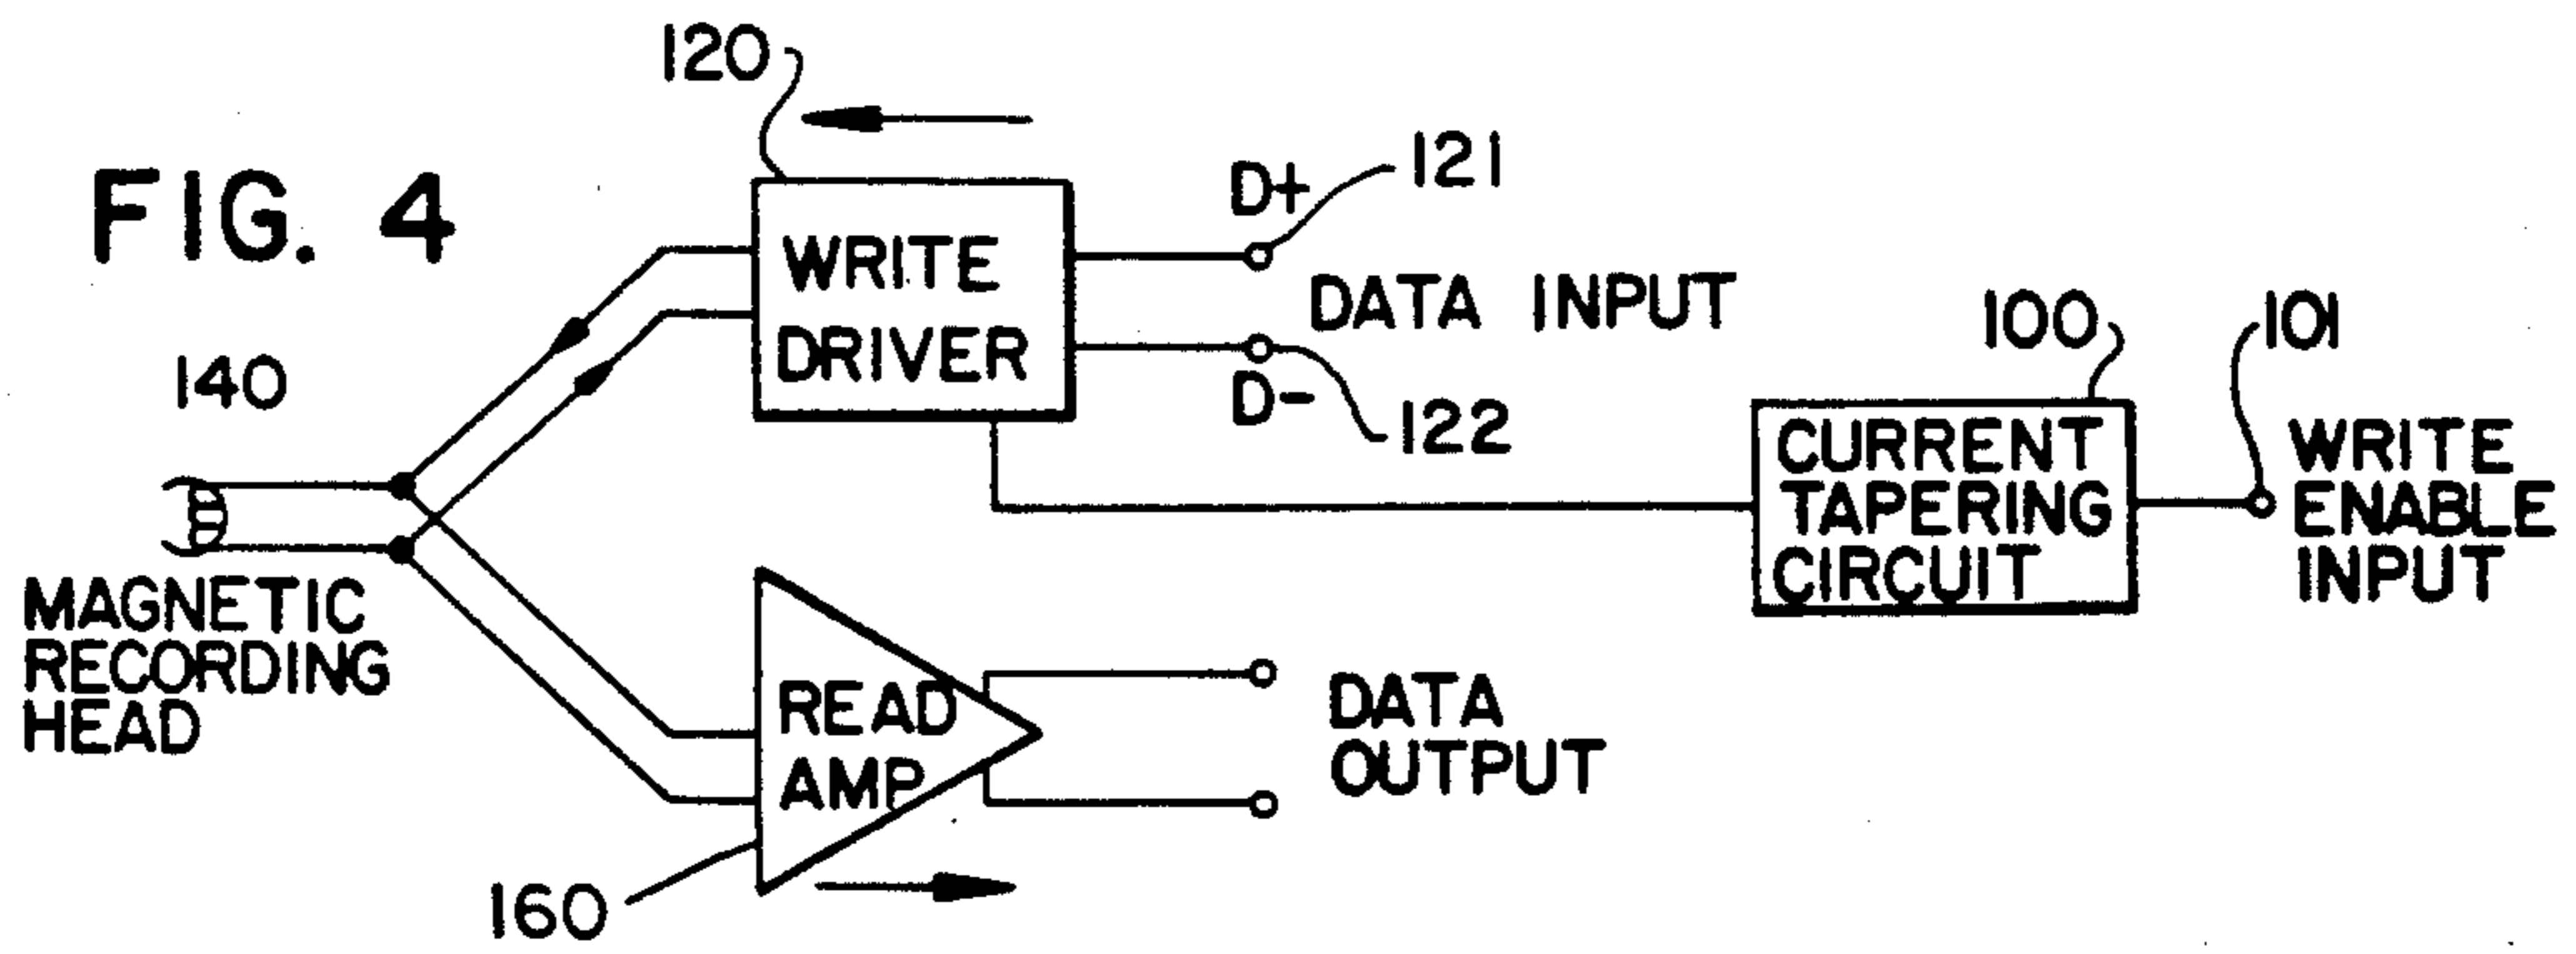 FIG. 4
120
121
D+
WRITE
DRIVER
DATA INPUT
D-
122
100
101
CURRENT
TAPERING
CIRCUIT
WRITE
ENABLE
INPUT
140
MAGNETIC
RECORDING
HEAD
READ
AMP
DATA
OUTPUT
160